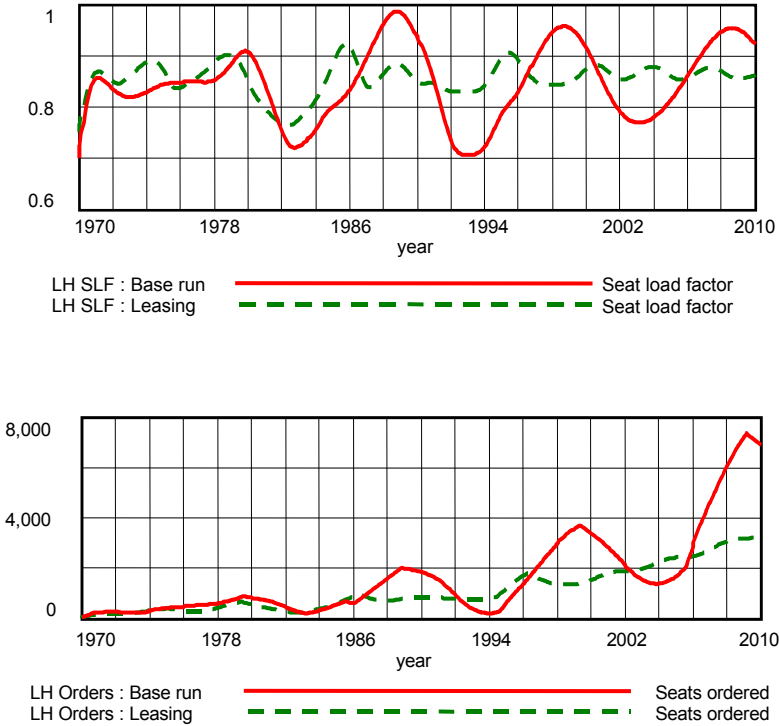 1
0.8
0.6
1970 1978 1986 1994 2002 2010
year
LH SLF : Base run Seat load factor
LH SLF : Leasing Seat load factor
8,000
4,000
0
1970 1978 1986 1994 2002 2010
year
LH Orders : Base run Seats ordered
LH Orders : Leasing Seats ordered